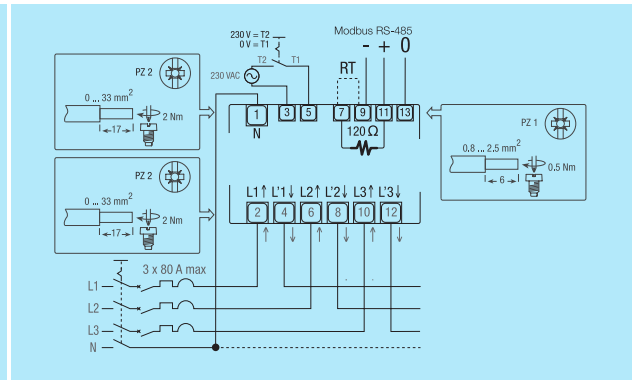 230 V = T2
0 V = T1
T2 T1
230 VAC
Modbus RS-485
- + 0
RT
PZ 2
0 ... 33 mm²
17
2 Nm
1 3 5 7 9 11 13
N
120 Ω
PZ 1
0.8 ... 2.5 mm²
0.5 Nm
6
PZ 2
0 ... 33 mm²
17
2 Nm
L1↑ L'1↓ L2↑ L'2↓ L3↑ L'3↓
2 4 6 8 10 12
↑ ↓ ↑ ↓ ↑ ↓
3 x 80 A max
L1
L2
L3
N